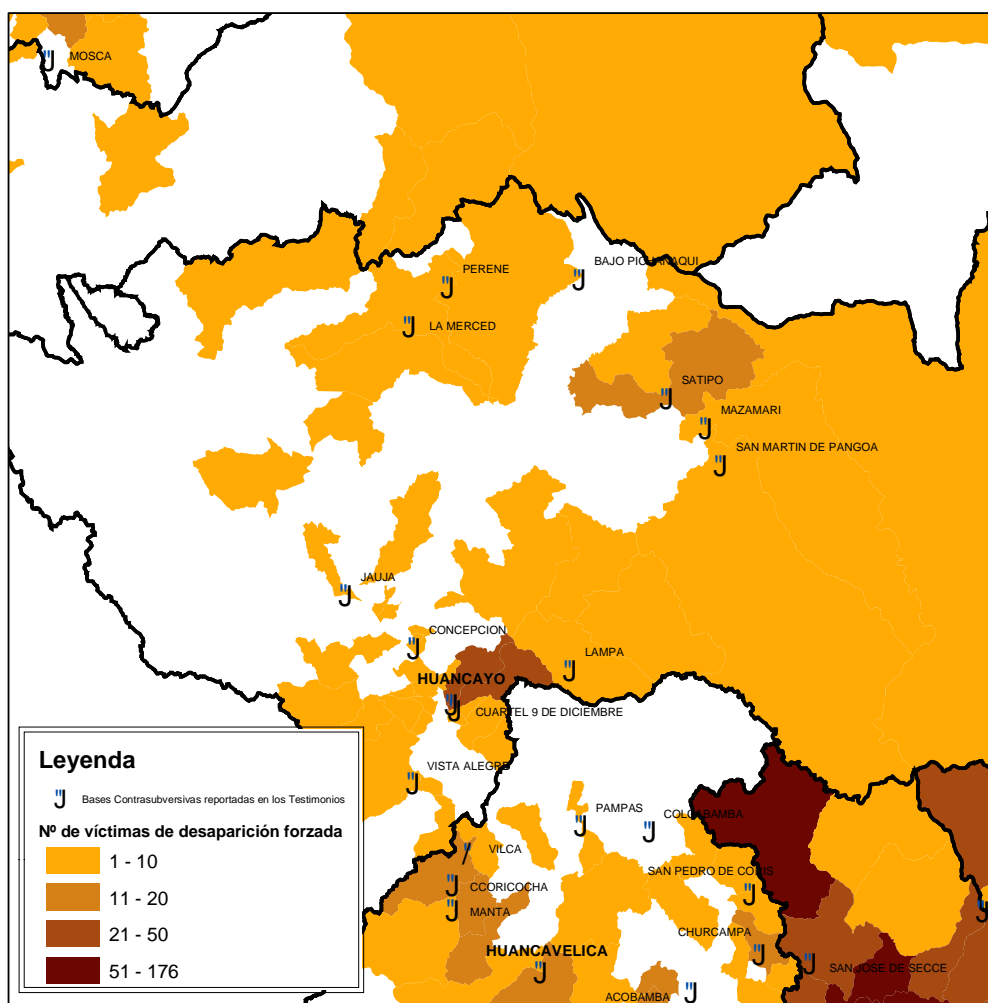 MOSCA
BAJO PICHANAQUI
PERENE
LA MERCED
SATIPO
MAZAMARI
SAN MARTIN DE PANGOA
JAUJA
CONCEPCION
LAMPA
HUANCAYO
CUARTEL 9 DE DICIEMBRE
VISTA ALEGRE
PAMPAS
COLCABAMBA
VILCA
SAN PEDRO DE CORIS
CCORICOCHA
MANTA
CHURCAMPA
HUANCAVELICA
SAN JOSE DE SECCE
ACOBAMBA
Leyenda
Bases Contrasubversivas reportadas en los Testimonios
Nº de víctimas de desaparición forzada
1 - 10
11 - 20
21 - 50
51 - 176